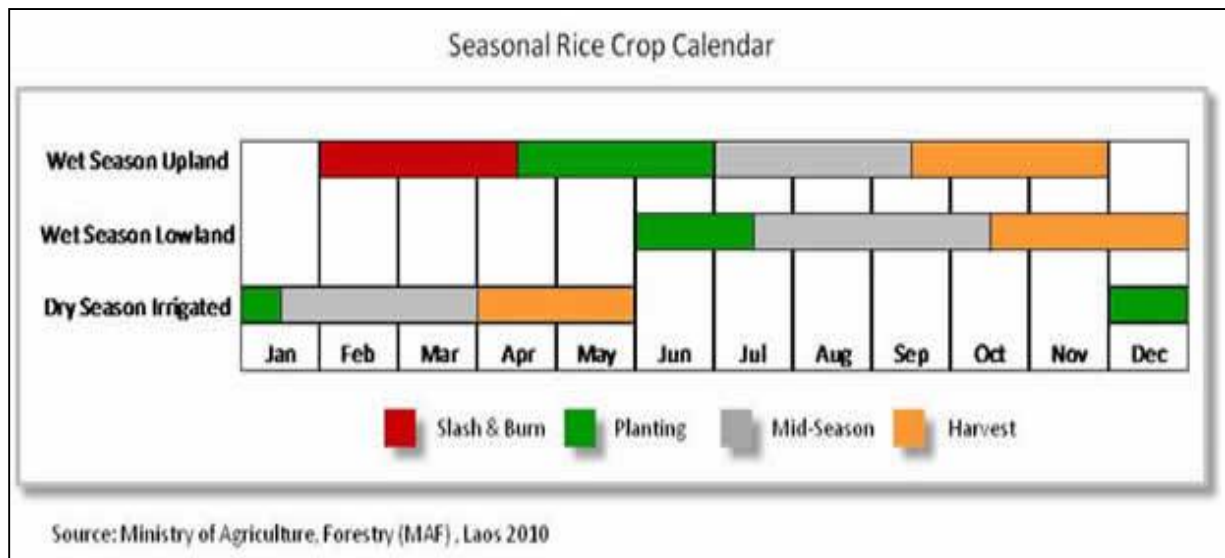 Seasonal Rice Crop Calendar
Wet Season Upland
Wet Season Lowland
Dry Season Irrigated
Jan Feb Mar Apr May Jun Jul Aug Sep Oct Nov Dec
Slash & Burn Planting Mid-Season Harvest
Source: Ministry of Agriculture, Forestry (MAF) , Laos 2010